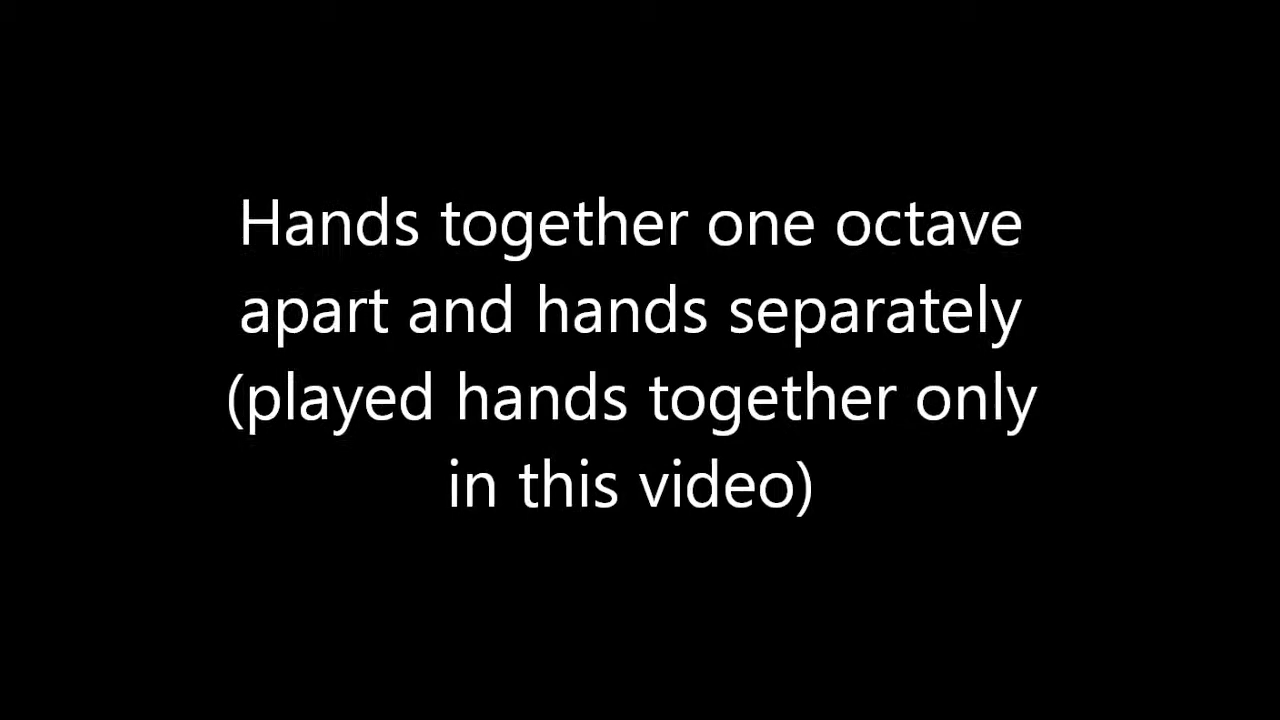 Hands together one octave
apart and hands separately
(played hands together only
in this video)